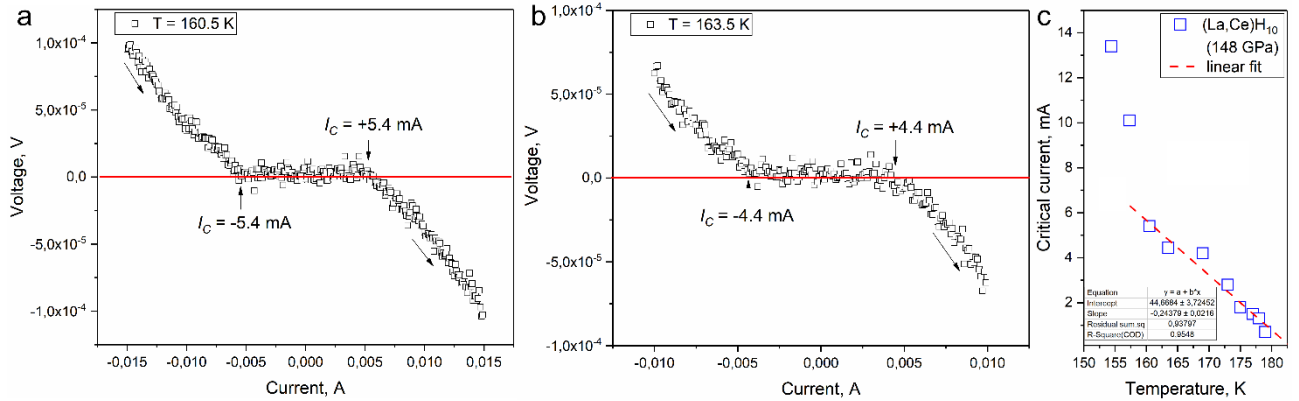 a
T = 160.5 K
1,0x10⁻⁴
5,0x10⁻⁵
0,0
-5,0x10⁻⁵
-1,0x10⁻⁴
Voltage, V
I_C = +5.4 mA
I_C = -5.4 mA
-0,015 -0,010 -0,005 0,000 0,005 0,010 0,015
Current, A
b
T = 163.5 K
1,0x10⁻⁴
5,0x10⁻⁵
0,0
-5,0x10⁻⁵
-1,0x10⁻⁴
Voltage, V
I_C = +4.4 mA
I_C = -4.4 mA
-0,010 -0,005 0,000 0,005 0,010
Current, A
c
(La,Ce)H₁₀
(148 GPa)
linear fit
14
12
10
8
6
4
2
Critical current, mA
Equation y = a + b*x
Intercept 44,6684 ± 3,72452
Slope -0,24379 ± 0,0216
Residual sum sq 0,93797
R-Square(COD) 0.9548
150 155 160 165 170 175 180
Temperature, K